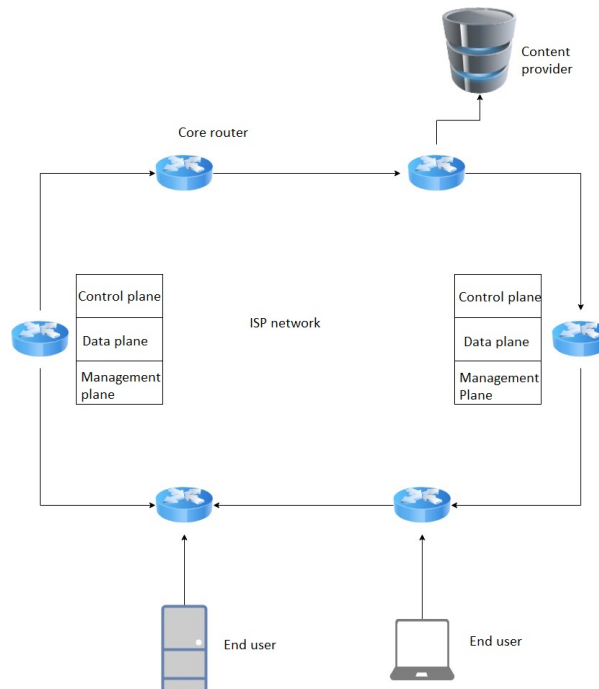 Content
provider
Core router
Control plane
Data plane
Management
plane
ISP network
Control plane
Data plane
Management
Plane
End user
End user